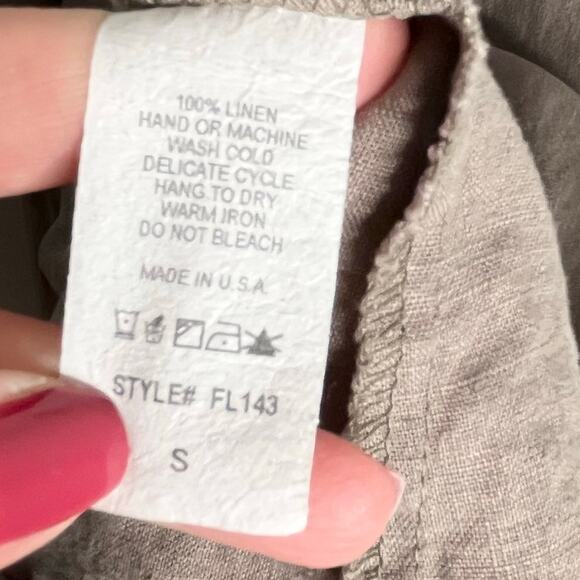 100% LINEN
HAND OR MACHINE
WASH COLD
DELICATE CYCLE
HANG TO DRY
WARM IRON
DO NOT BLEACH
MADE IN U.S.A.
STYLE# FL143
S